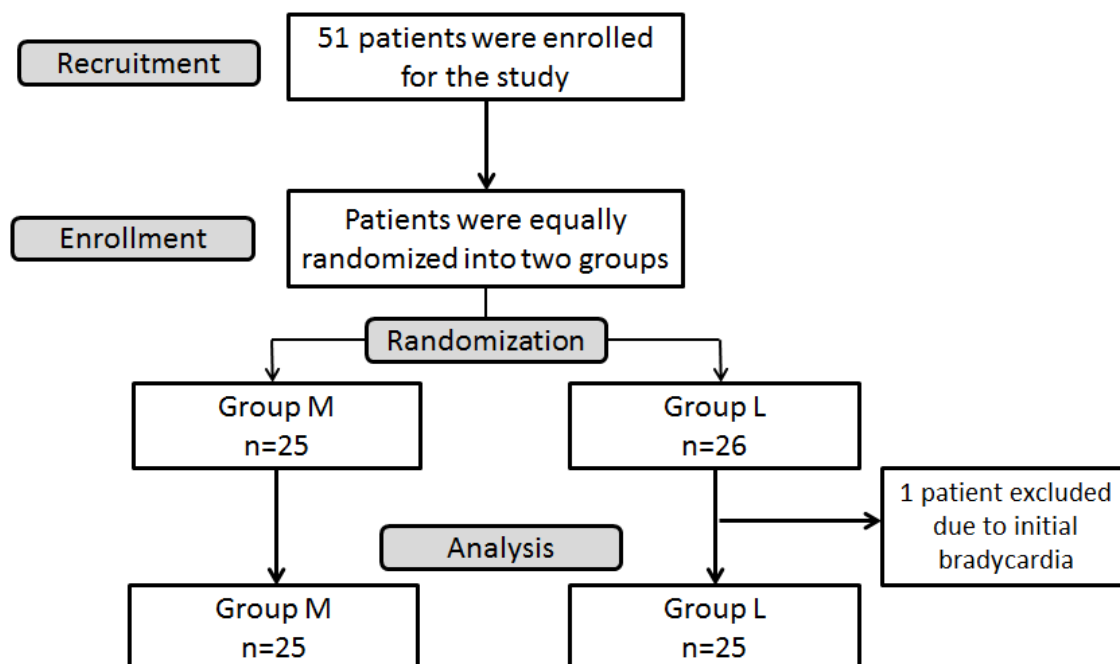 Recruitment
51 patients were enrolled
for the study
Enrollment
Patients were equally
randomized into two groups
Randomization
Group M
n=25
Group L
n=26
1 patient excluded
due to initial
bradycardia
Analysis
Group M
n=25
Group L
n=25